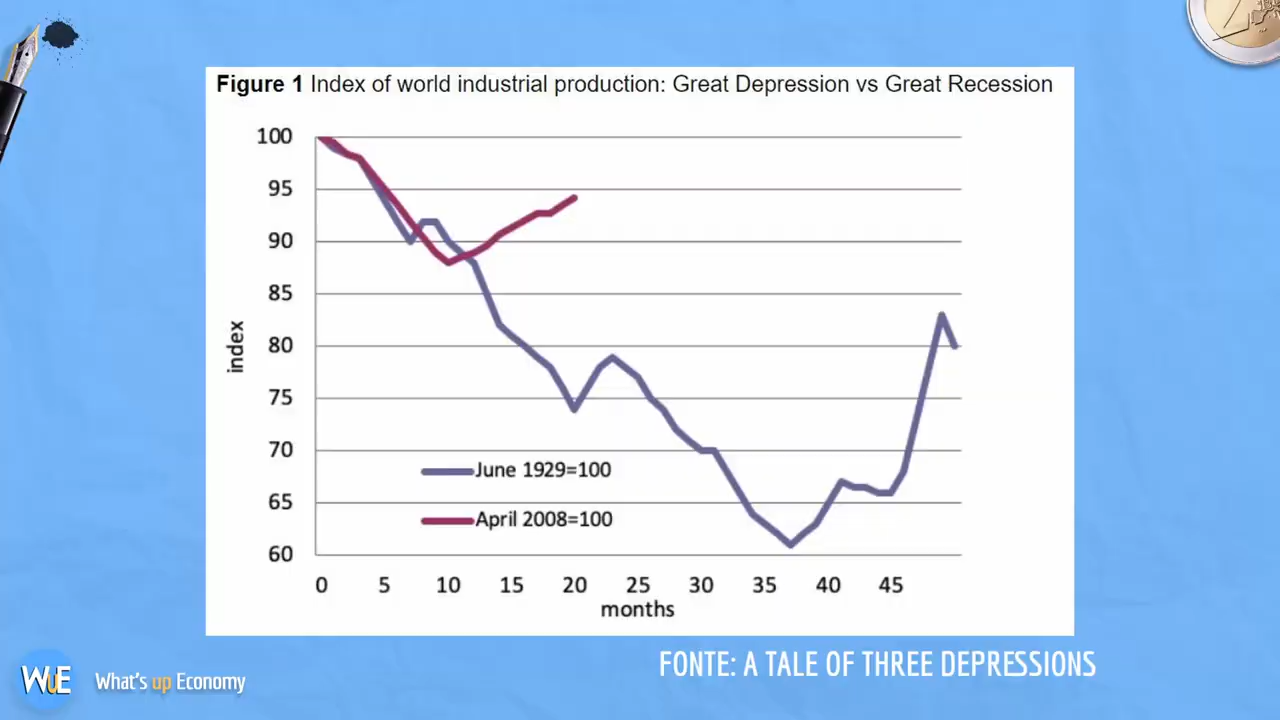 Figure 1 Index of world industrial production: Great Depression vs Great Recession
100
95
90
85
80
75
70
65
60
index
June 1929=100
April 2008=100
0 5 10 15 20 25 30 35 40 45
months
FONTE: A TALE OF THREE DEPRESSIONS
WuE What's up Economy